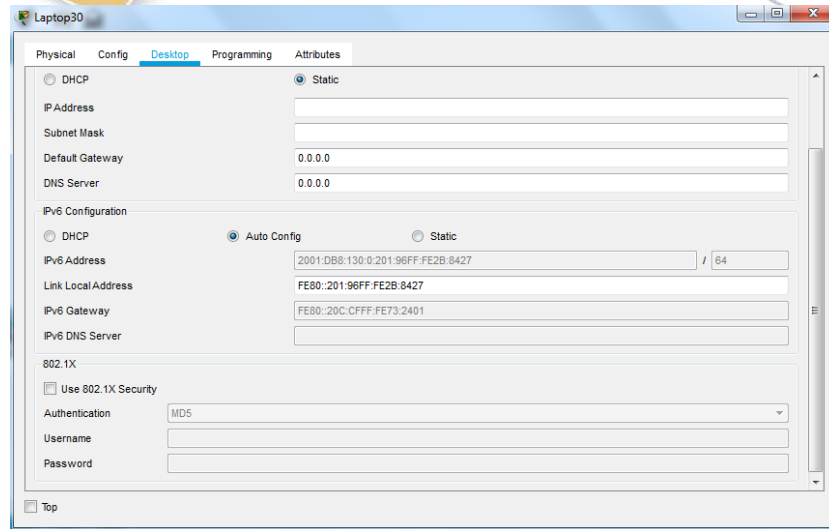 Laptop30
Physical Config Desktop Programming Attributes
DHCP Static
IP Address
Subnet Mask
Default Gateway 0.0.0.0
DNS Server 0.0.0.0
IPv6 Configuration
DHCP Auto Config Static
IPv6 Address 2001:DB8:130:0:201:96FF:FE2B:8427 / 64
Link Local Address FE80::201:96FF:FE2B:8427
IPv6 Gateway FE80::20C:CFFF:FE73:2401
IPv6 DNS Server
802.1X
Use 802.1X Security
Authentication MD5
Username
Password
Top